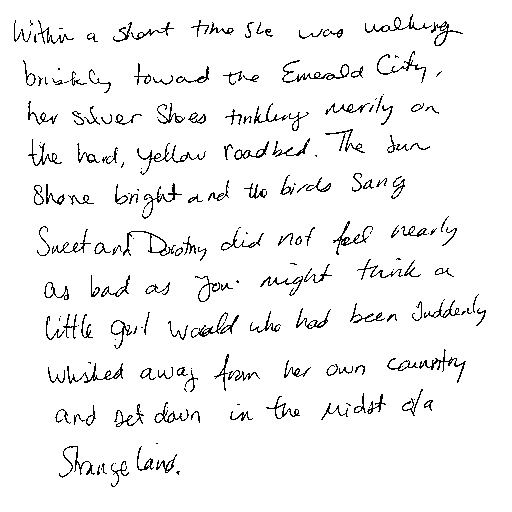 Within a short time she was walking
briskly toward the Emerald City,
her silver shoes tinkling merily on
the hard, yellow roadbed. The sun
shone bright and the birds sang
sweet and Dorothy did not feel nearly
as bad as you might think a
little girl would who had been suddenly
whisked away from her own country
and set down in the midst of a
strange land.